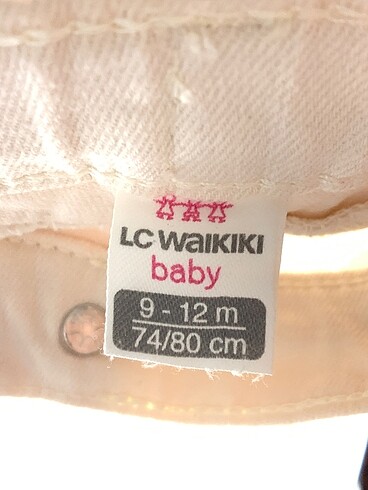 LC WAIKIKI
baby
9 - 12 m
74/80 cm